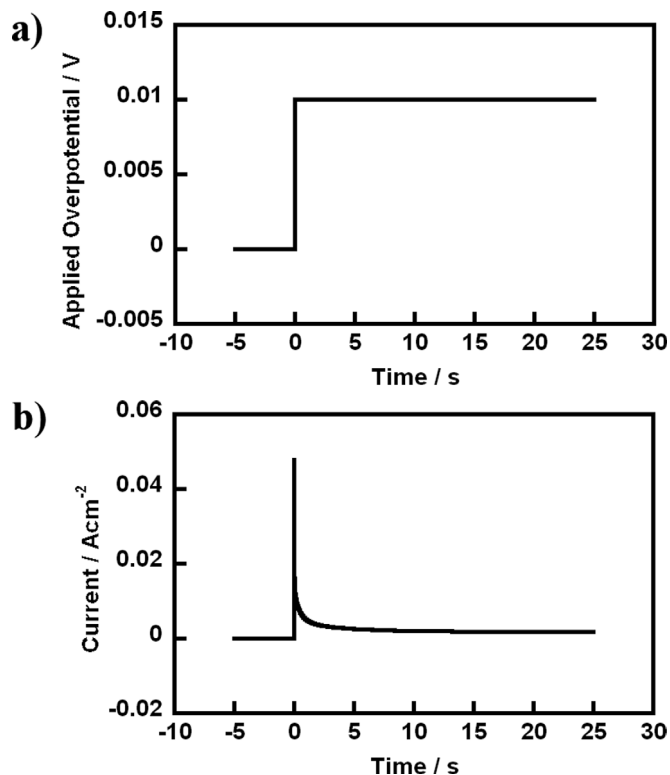 a)
0.015
0.01
0.005
0
-0.005
Applied Overpotential / V
-10 -5 0 5 10 15 20 25 30
Time / s
b)
0.06
0.04
0.02
0
-0.02
Current / Acm-2
-10 -5 0 5 10 15 20 25 30
Time / s